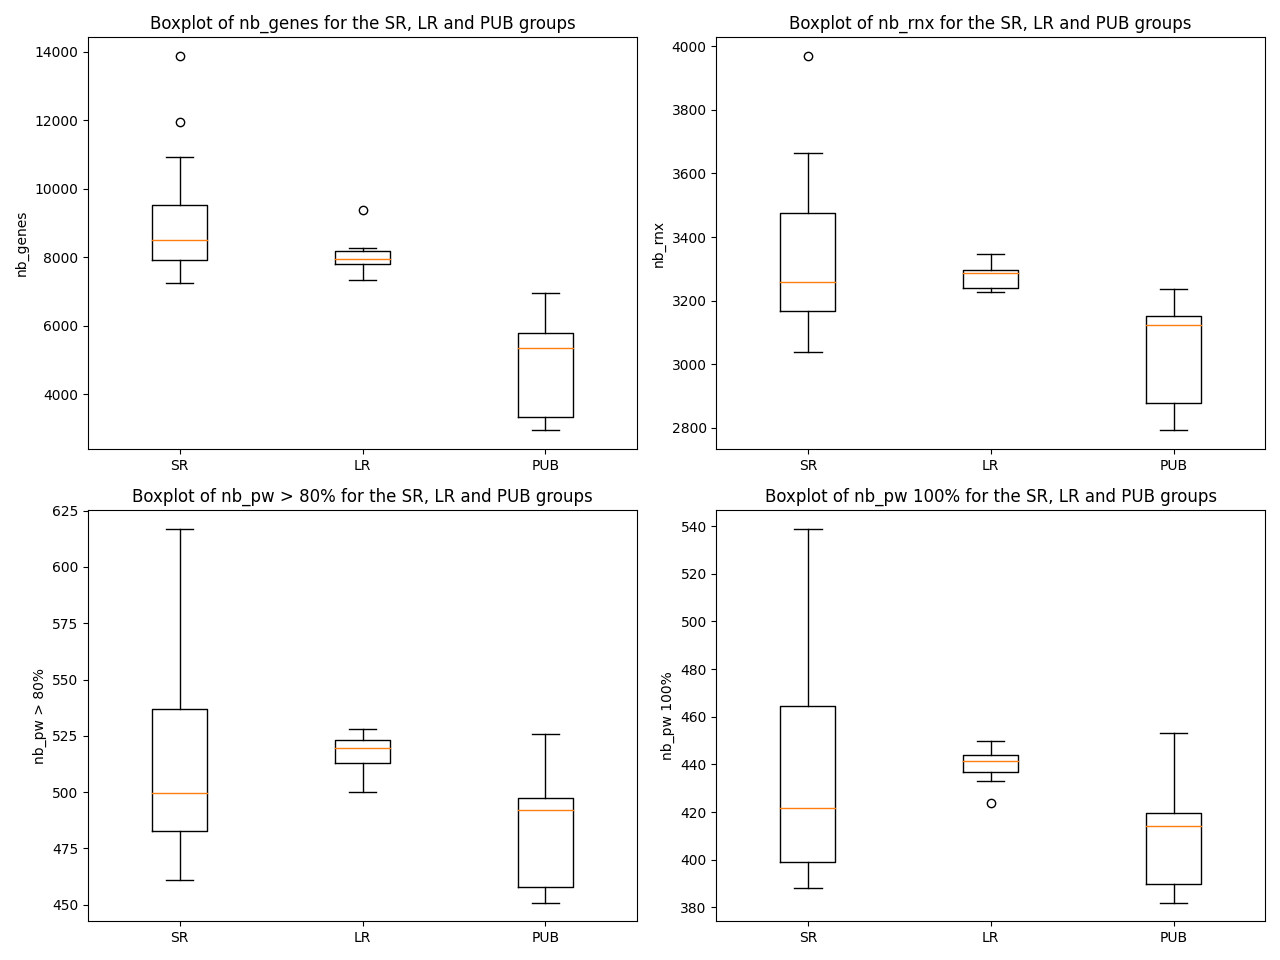 Boxplot of nb_genes for the SR, LR and PUB groups
14000
12000
10000
8000
6000
4000
nb_genes
SR LR PUB
Boxplot of nb_rnx for the SR, LR and PUB groups
4000
3800
3600
3400
3200
3000
2800
nb_rnx
SR LR PUB
Boxplot of nb_pw > 80% for the SR, LR and PUB groups
625
600
575
550
525
500
475
450
nb_pw > 80%
SR LR PUB
Boxplot of nb_pw 100% for the SR, LR and PUB groups
540
520
500
480
460
440
420
400
380
nb_pw 100%
SR LR PUB